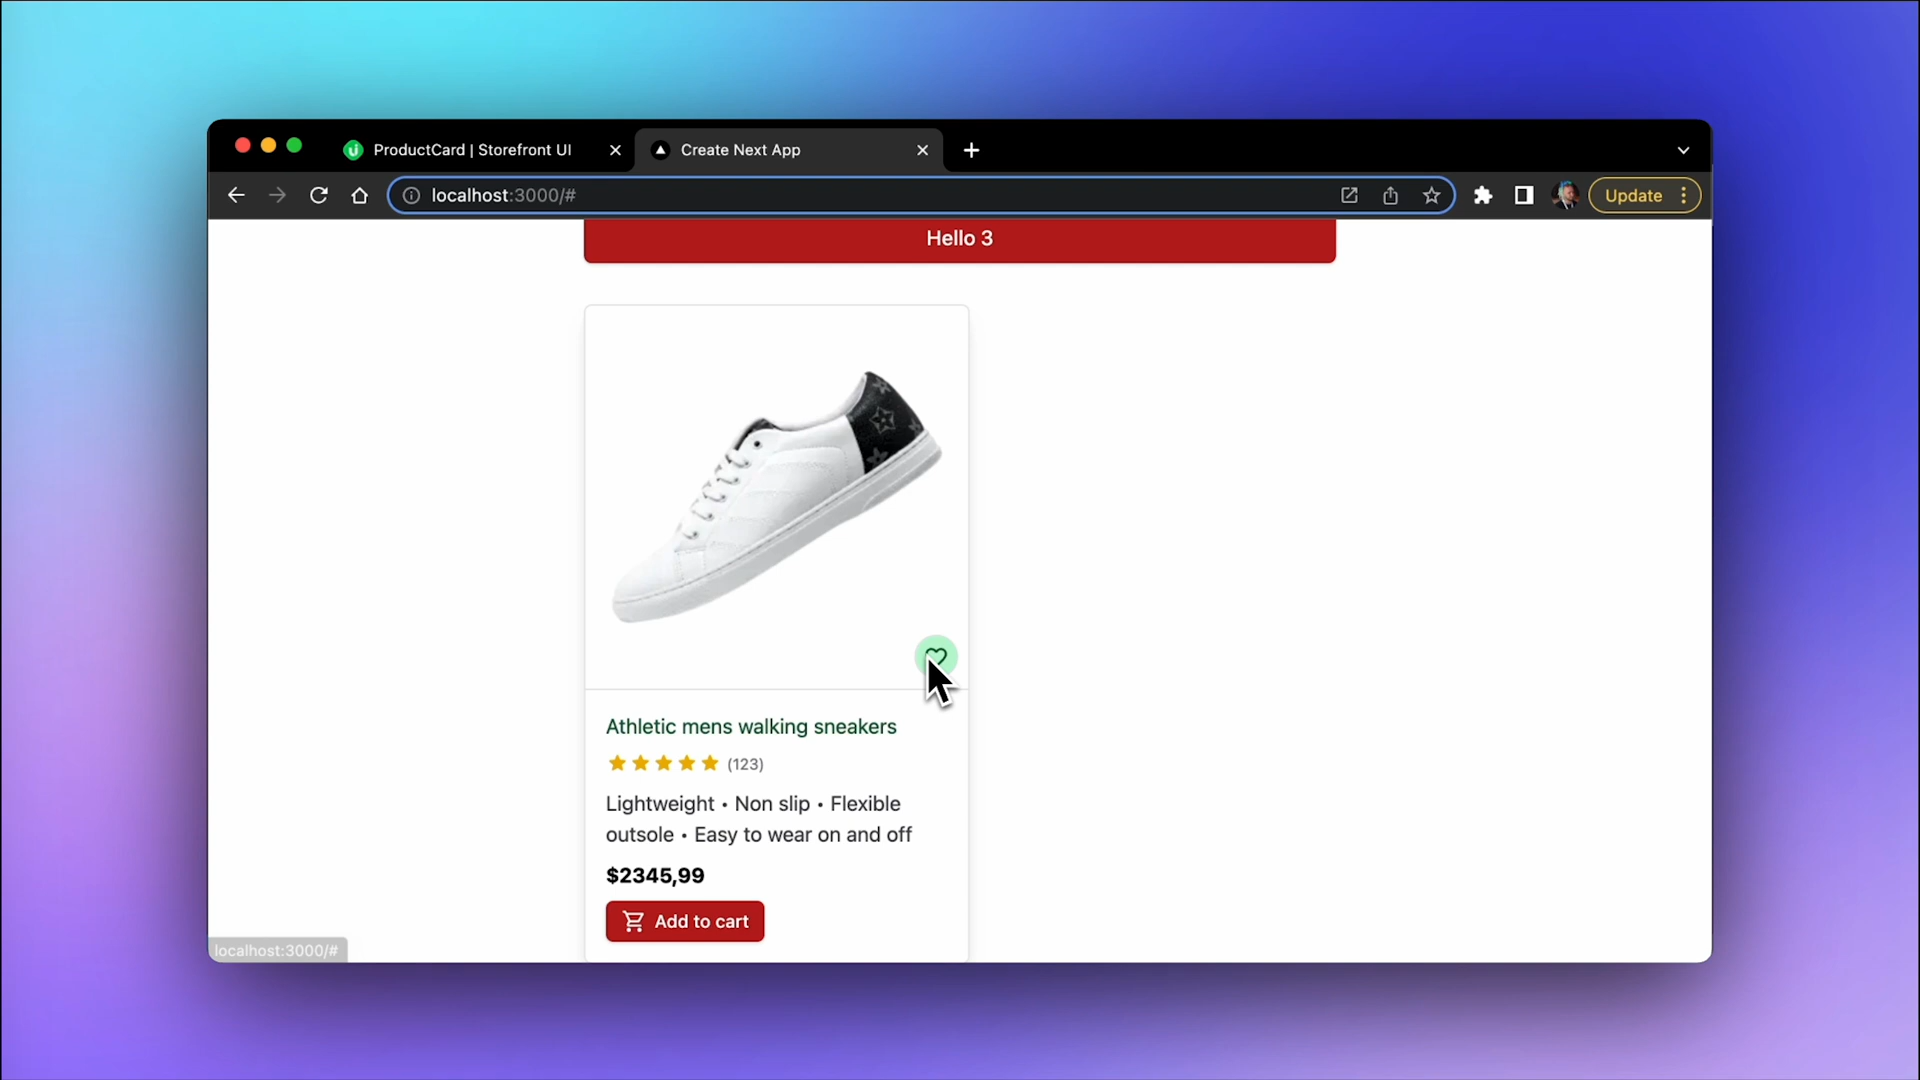 ProductCard | Storefront UI
Create Next App
localhost:3000/#
Update
Hello 3
Athletic mens walking sneakers
(123)
Lightweight • Non slip • Flexible
outsole • Easy to wear on and off
$2345,99
Add to cart
localhost:3000/#